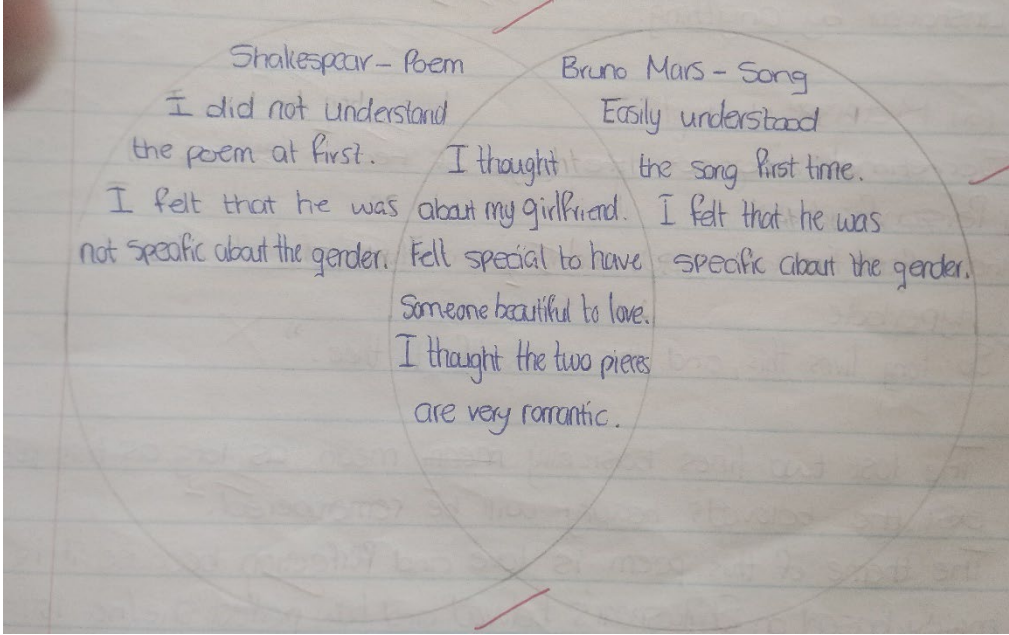 Shakespear - Poem
I did not understand
the poem at first.
I felt that he was
not specific about the gender.
I thought
about my girlfriend.
Felt special to have
Someone beautiful to love.
I thought the two pieces
are very romantic.
Bruno Mars - Song
Easily understood
the song first time.
I felt that he was
specific about the gender.